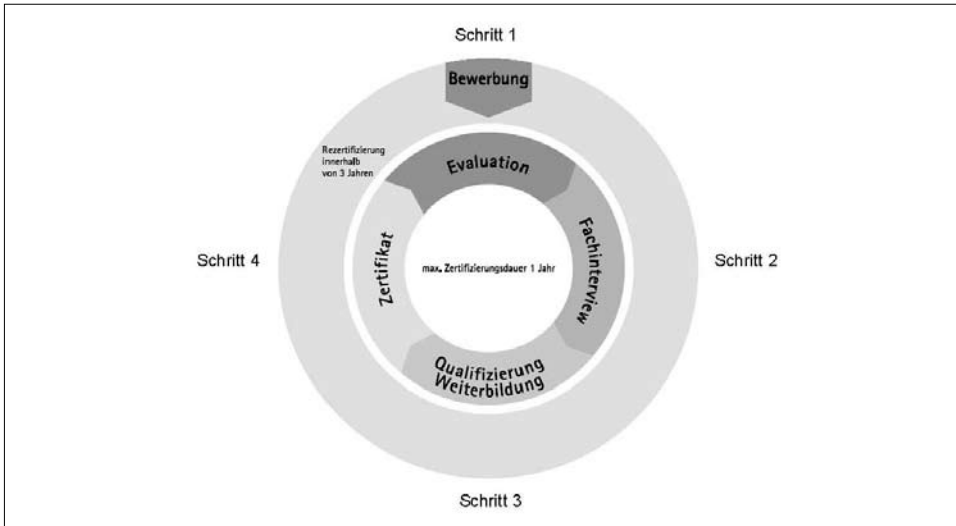 Schritt 1
Bewerbung
Rezertifizierung
innerhalb
von 3 Jahren
Evaluation
Fachinterview
Schritt 2
Qualifizierung
Weiterbildung
Schritt 3
Zertifikat
Schritt 4
max. Zertifizierungsdauer 1 Jahr